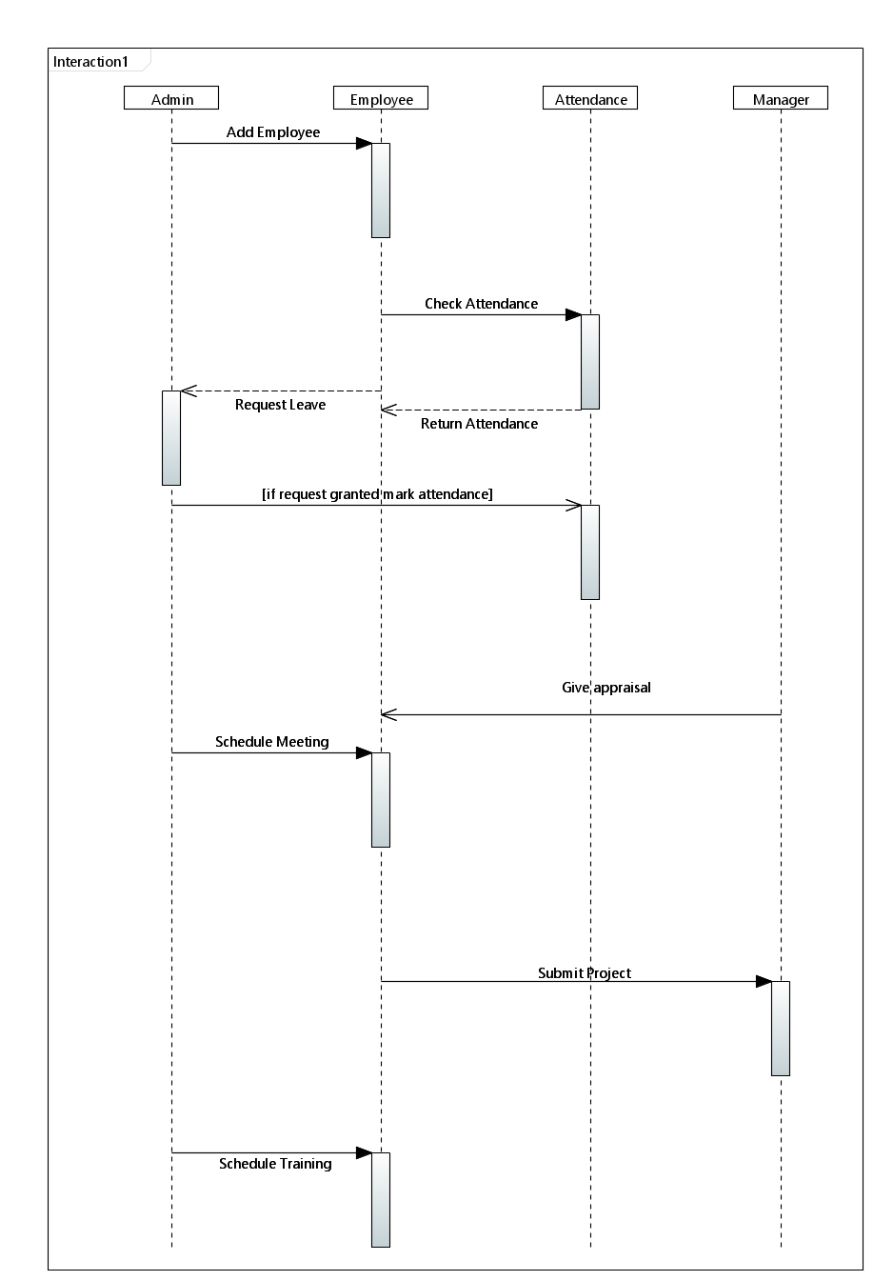 Interaction1
Admin
Employee
Attendance
Manager
Add Employee
Check Attendance
Request Leave
Return Attendance
[if request granted mark attendance]
Give appraisal
Schedule Meeting
Submit Project
Schedule Training